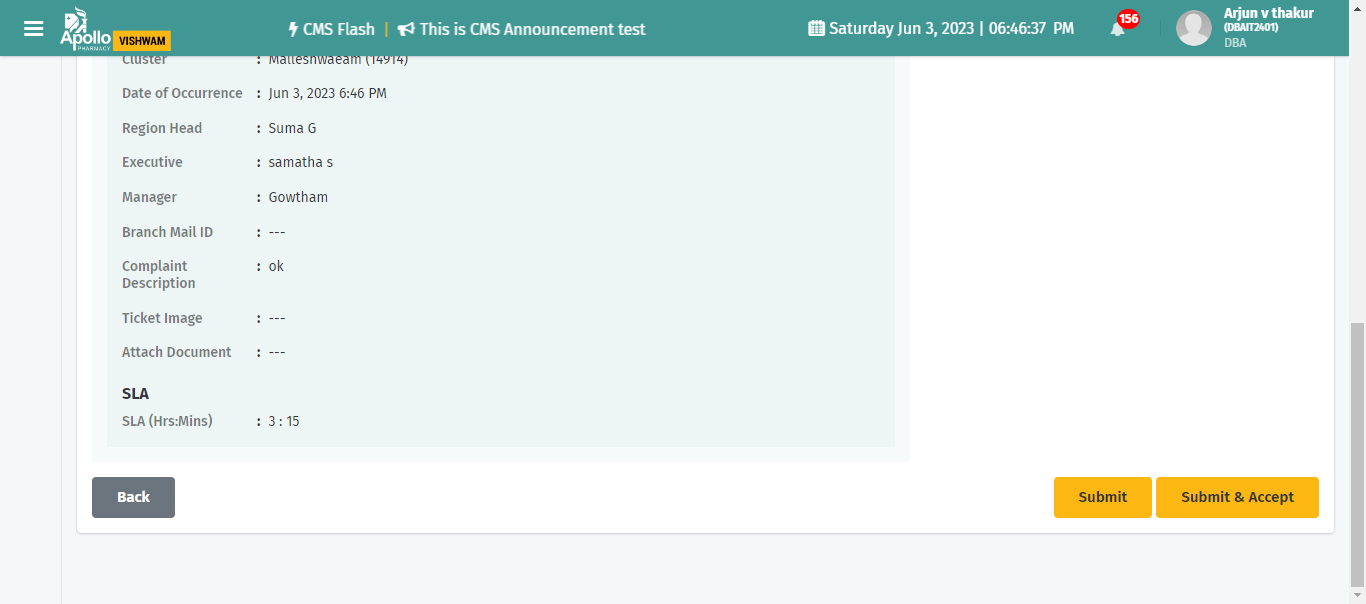 CMS Flash | This is CMS Announcement test
Saturday Jun 3, 2023 | 06:46:37 PM
156
Arjun v thakur
(DBAIT2401)
DBA
Apollo
PHARMACY
VISHWAM
Cluster : Malleshwaeam (14914)
Date of Occurrence : Jun 3, 2023 6:46 PM
Region Head : Suma G
Executive : samatha s
Manager : Gowtham
Branch Mail ID : ---
Complaint : ok
Description
Ticket Image : ---
Attach Document : ---
SLA
SLA (Hrs:Mins) : 3 : 15
Back
Submit
Submit & Accept